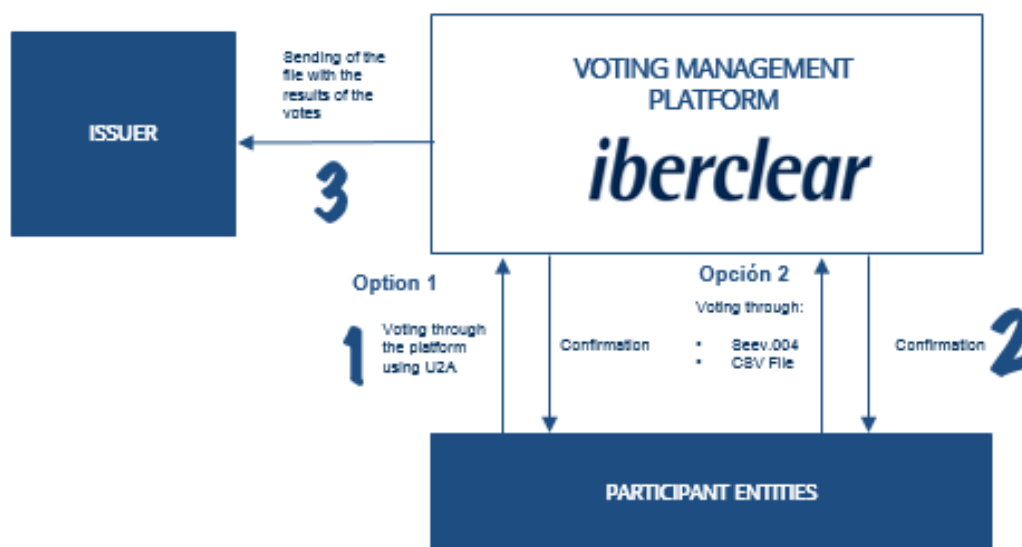 ISSUER
Sending of the
file with the
results of the
votes
3
VOTING MANAGEMENT
PLATFORM
iberclear
Option 1
1
Voting through
the platform
using U2A
Confirmation
Opción 2
Voting through:
• Seev.004
• CSV File
Confirmation
2
PARTICIPANT ENTITIES